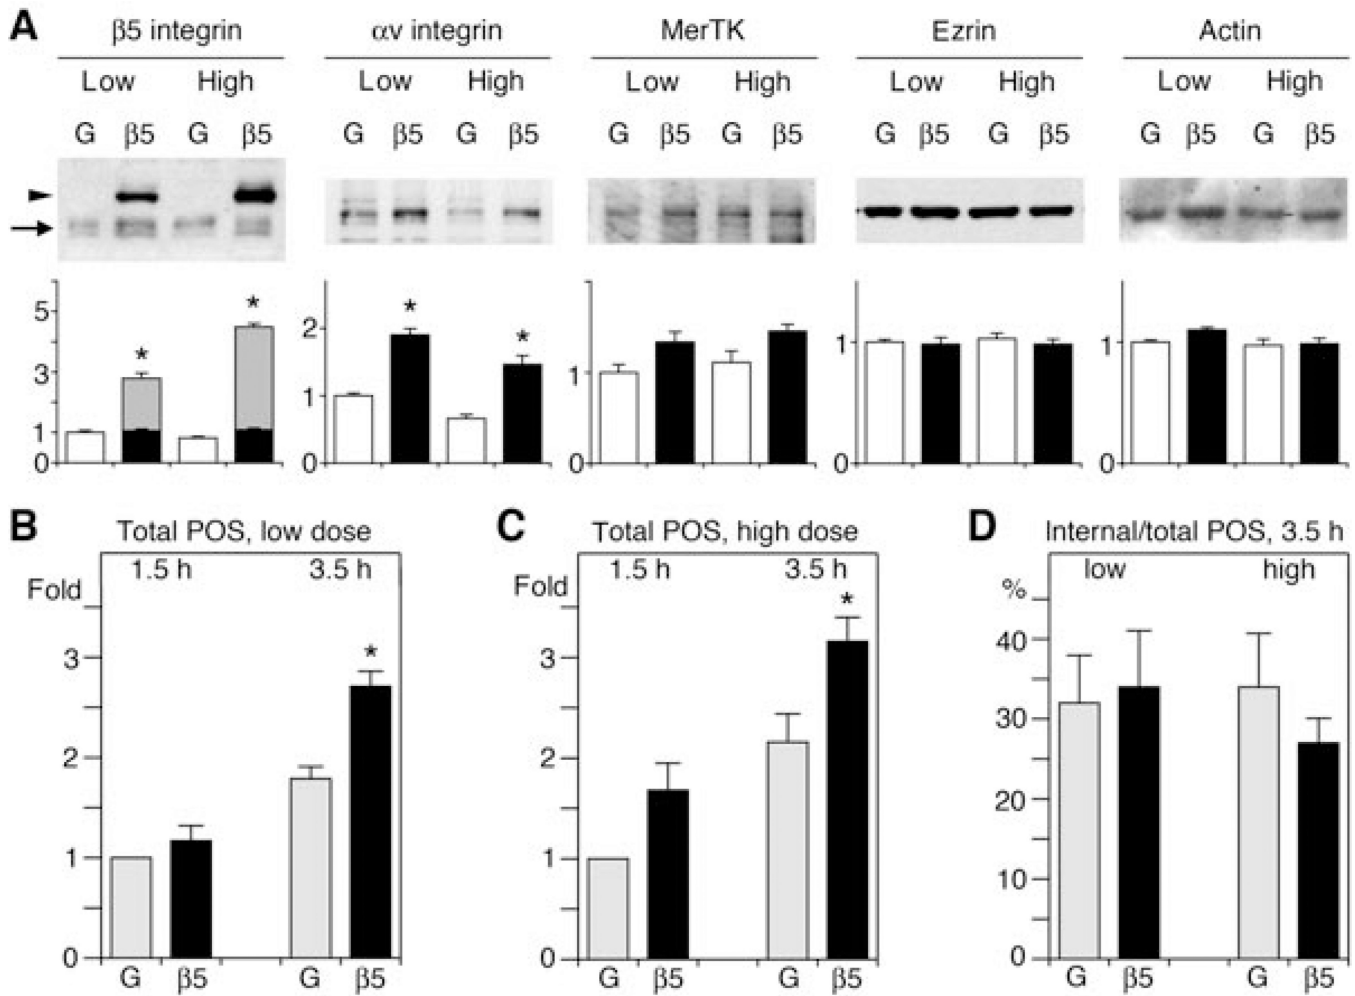 A
β5 integrin
αv integrin
MerTK
Ezrin
Actin
Low High
Low High
Low High
Low High
Low High
G β5 G β5
G β5 G β5
G β5 G β5
G β5 G β5
G β5 G β5
5
3
1
0
*
*
2
1
0
*
*
1
0
1
0
1
0
B
Total POS, low dose
1.5 h 3.5 h
Fold
3
2
1
0
*
G β5 G β5
C
Total POS, high dose
1.5 h 3.5 h
Fold
3
2
1
0
*
G β5 G β5
D
Internal/total POS, 3.5 h
low high
%
40
30
20
10
0
G β5 G β5